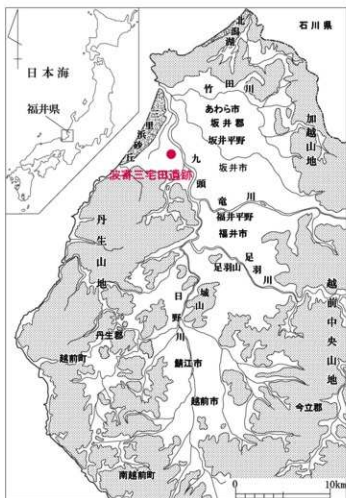 日本海
福井県
石川県
北潟湖
竹田川
あわら市
坂井郡
坂井平野
坂井市
加越山地
三里浜砂丘
九頭竜川
三宅田遺跡
福井平野
福井市
丹生山地
足羽山
足羽川
城山
日野川
越前中央山地
丹生郡
越前町
鯖江市
越前市
今立郡
南越前町
0
10km